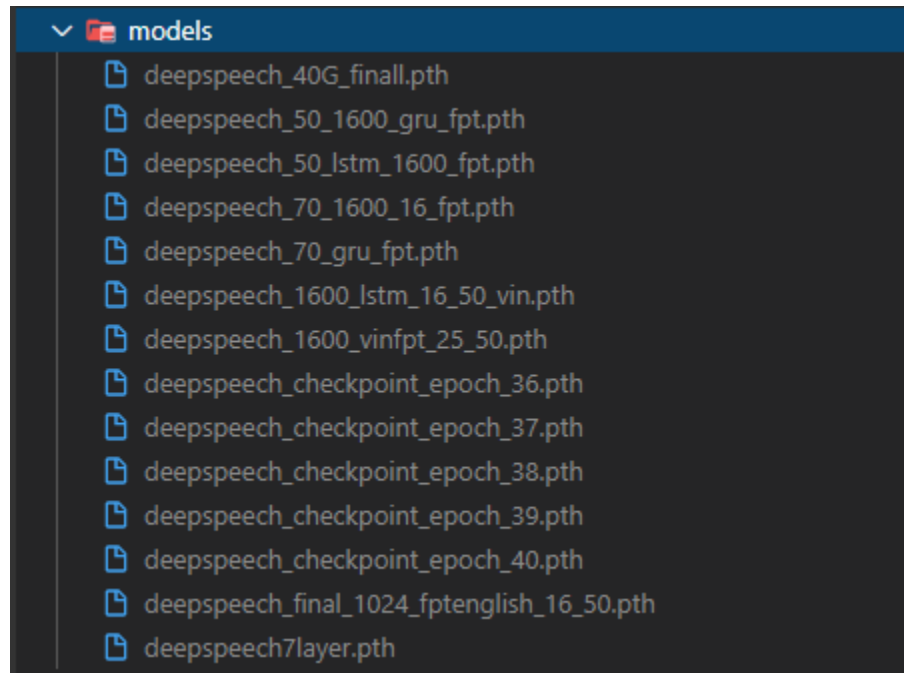 models
deepspeech_40G_finall.pth
deepspeech_50_1600_gru_fpt.pth
deepspeech_50_lstm_1600_fpt.pth
deepspeech_70_1600_16_fpt.pth
deepspeech_70_gru_fpt.pth
deepspeech_1600_lstm_16_50_vin.pth
deepspeech_1600_vinfpt_25_50.pth
deepspeech_checkpoint_epoch_36.pth
deepspeech_checkpoint_epoch_37.pth
deepspeech_checkpoint_epoch_38.pth
deepspeech_checkpoint_epoch_39.pth
deepspeech_checkpoint_epoch_40.pth
deepspeech_final_1024_fptenglish_16_50.pth
deepspeech7layer.pth